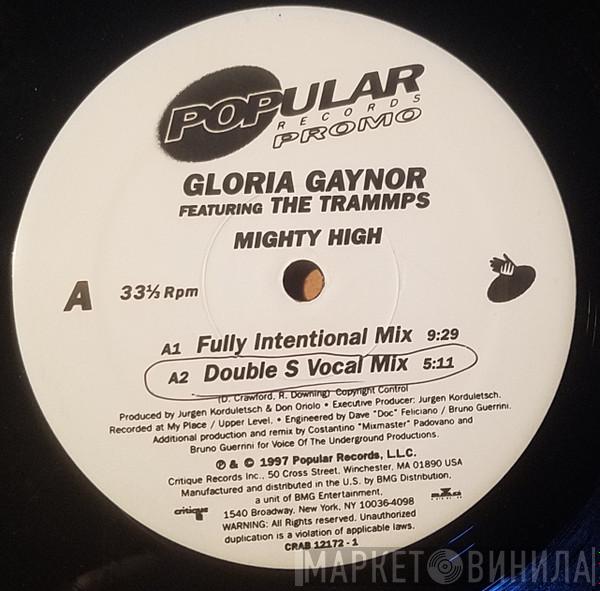 POPULAR
RECORDS
PROMO
GLORIA GAYNOR
FEATURING THE TRAMMPS
MIGHTY HIGH
A 33⅓ Rpm
A1 Fully Intentional Mix 9:29
A2 Double S Vocal Mix 5:11
(D. Crawford, R. Downing) Copyright Control
Produced by Jurgen Korduletsch & Don Oriolo • Executive Producer: Jurgen Korduletsch.
Recorded at My Place / Upper Level. • Engineered by Dave "Doc" Feliciano / Bruno Guerrini.
Additional production and remix by Costantino "Mixmaster" Padovano and
Bruno Guerrini for Voice Of The Underground Productions.
℗ & © 1997 Popular Records, L.L.C.
Critique Records Inc., 50 Cross Street, Winchester, MA 01890 USA
Manufactured and distributed in the U.S. by BMG Distribution,
a unit of BMG Entertainment,
critique 1540 Broadway, New York, NY 10036-4098
WARNING: All Rights reserved. Unauthorized
duplication is a violation of applicable laws.
CRAB 12172-1
МАРКЕТ ВИНИЛА